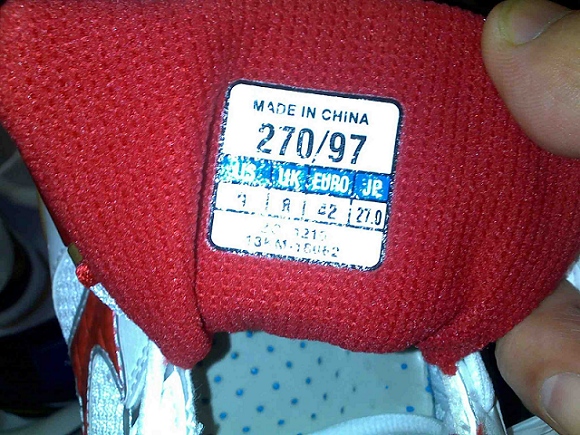 MADE IN CHINA
270/97
US UK EURO JP
9 8 42 27.0